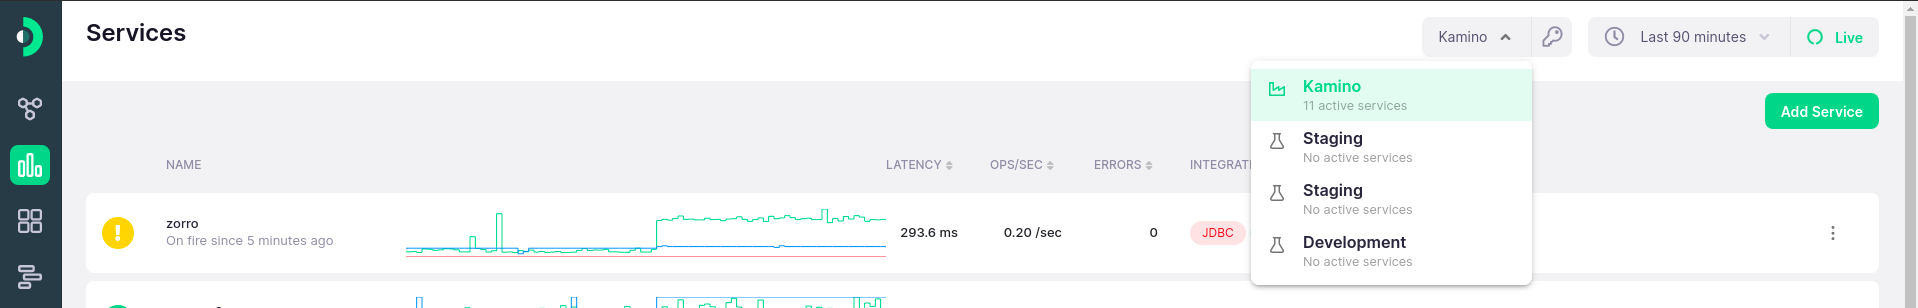 Services
Kamino
Last 90 minutes
Live
Kamino
11 active services
Staging
No active services
Staging
No active services
Development
No active services
Add Service
NAME
LATENCY
OPS/SEC
ERRORS
INTEGRATI
zorro
On fire since 5 minutes ago
293.6 ms
0.20 /sec
0
JDBC